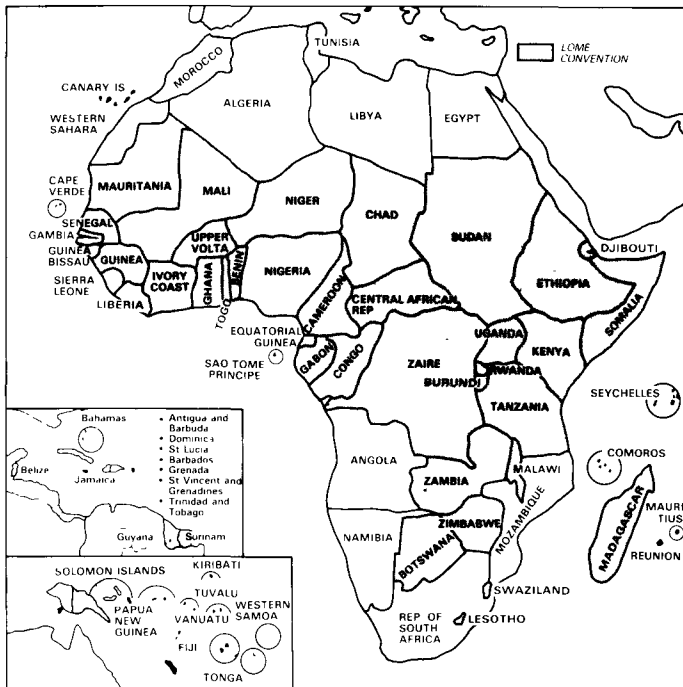 TUNISIA
LOME
CONVENTION
MOROCCO
CANARY IS
ALGERIA
LIBYA
EGYPT
WESTERN
SAHARA
CAPE
VERDE
MAURITANIA
MALI
NIGER
CHAD
SUDAN
SENEGAL
GAMBIA
GUINEA
BISSAU
GUINEA
SIERRA
LEONE
LIBERIA
IVORY
COAST
UPPER
VOLTA
GHANA
TOGO
BENIN
NIGERIA
CAMEROON
CENTRAL AFRICAN
REP
DJIBOUTI
ETHIOPIA
SOMALIA
EQUATORIAL
GUINEA
SAO TOME
PRINCIPE
GABON
CONGO
ZAIRE
UGANDA
KENYA
RWANDA
BURUNDI
TANZANIA
SEYCHELLES
COMOROS
ANGOLA
ZAMBIA
MALAWI
MOZAMBIQUE
ZIMBABWE
NAMIBIA
BOTSWANA
MADAGASCAR
MAURI
TIUS
REUNION
SWAZILAND
REP OF
SOUTH
AFRICA
LESOTHO
Bahamas
Belize
Jamaica
Guyana
Surinam
• Antigua and
Barbuda
• Dominica
• St Lucia
• Barbados
• Grenada
• St Vincent and
Grenadines
• Trinidad and
Tobago
KIRIBATI
SOLOMON ISLANDS
TUVALU
PAPUA
NEW
GUINEA
VANUATU
WESTERN
SAMOA
FIJI
TONGA